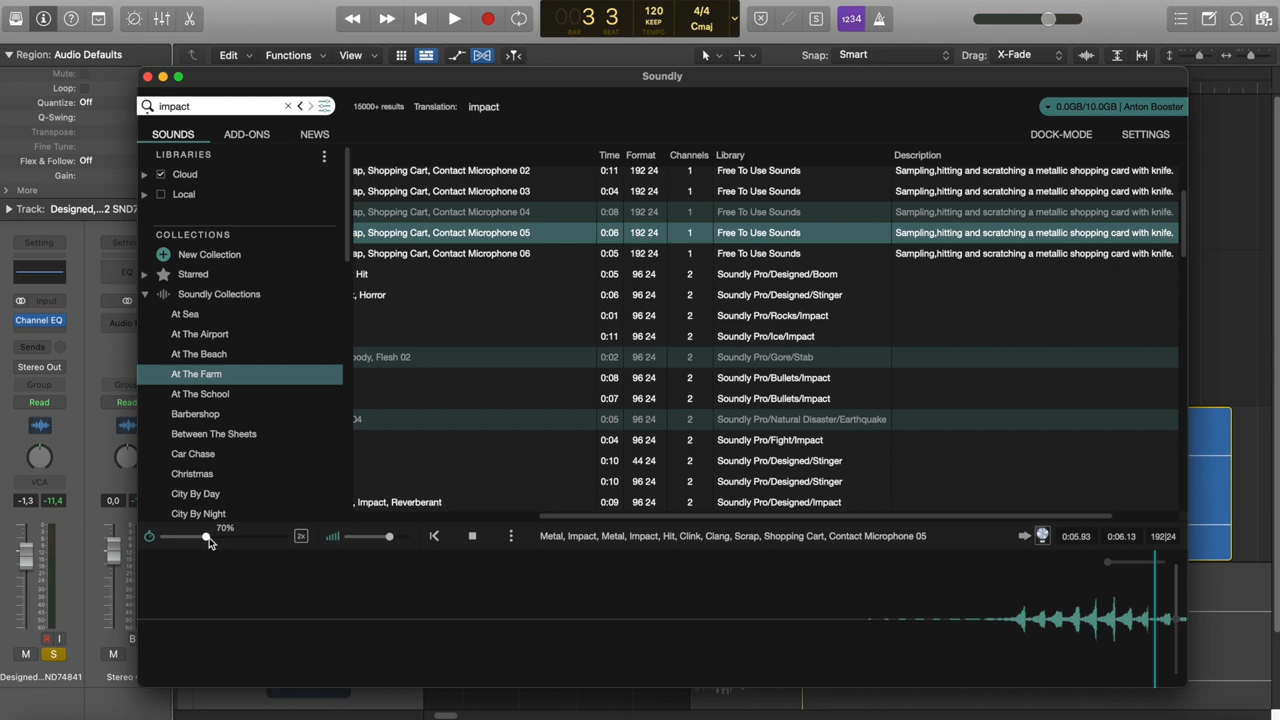 3 3
BAR BEAT
120
KEEP
TEMPO
4/4
Cmaj
S
1234
Region: Audio Defaults
Edit
Functions
View
Snap: Smart
Drag: X-Fade
Mute:
Loop:
Quantize: Off
Q-Swing:
Transpose:
Fine Tune:
Flex & Follow: Off
Gain:
More
Track: Designed,...2 SND7
Soundly
impact
15000+ results
Translation: impact
0.0GB/10.0GB | Anton Booster
SOUNDS
ADD-ONS
NEWS
DOCK-MODE
SETTINGS
LIBRARIES
Cloud
Local
COLLECTIONS
New Collection
Starred
Soundly Collections
At Sea
At The Airport
At The Beach
At The Farm
At The School
Barbershop
Between The Sheets
Car Chase
Christmas
City By Day
City By Night
Time Format Channels Library Description
ap, Shopping Cart, Contact Microphone 02 0:11 192 24 1 Free To Use Sounds Sampling,hitting and scratching a metallic shopping card with knife.
ap, Shopping Cart, Contact Microphone 03 0:04 192 24 1 Free To Use Sounds Sampling,hitting and scratching a metallic shopping card with knife.
ap, Shopping Cart, Contact Microphone 04 0:08 192 24 1 Free To Use Sounds Sampling,hitting and scratching a metallic shopping card with knife.
ap, Shopping Cart, Contact Microphone 05 0:06 192 24 1 Free To Use Sounds Sampling,hitting and scratching a metallic shopping card with knife.
ap, Shopping Cart, Contact Microphone 06 0:05 192 24 1 Free To Use Sounds Sampling,hitting and scratching a metallic shopping card with knife.
Hit 0:05 96 24 2 Soundly Pro/Designed/Boom
, Horror 0:06 96 24 2 Soundly Pro/Designed/Stinger
0:01 96 24 2 Soundly Pro/Rocks/Impact
0:11 96 24 2 Soundly Pro/Ice/Impact
ody, Flesh 02 0:02 96 24 2 Soundly Pro/Gore/Stab
0:08 96 24 2 Soundly Pro/Bullets/Impact
0:07 96 24 2 Soundly Pro/Bullets/Impact
04 0:05 96 24 2 Soundly Pro/Natural Disaster/Earthquake
0:04 96 24 2 Soundly Pro/Fight/Impact
0:10 44 24 2 Soundly Pro/Designed/Stinger
0:10 96 24 2 Soundly Pro/Designed/Stinger
, Impact, Reverberant 0:09 96 24 2 Soundly Pro/Designed/Impact
70%
2x
Metal, Impact, Metal, Impact, Hit, Clink, Clang, Scrap, Shopping Cart, Contact Microphone 05
0:05.93
0:06.13
192|24
Setting
Settin
EQ
Input
Channel EQ
Audio
Sends
Stereo Out
Group
Grou
Read
Read
VCA
-1,3 -11,4
0,0
R I
B
M S
M
Designed...ND74841
Stereo